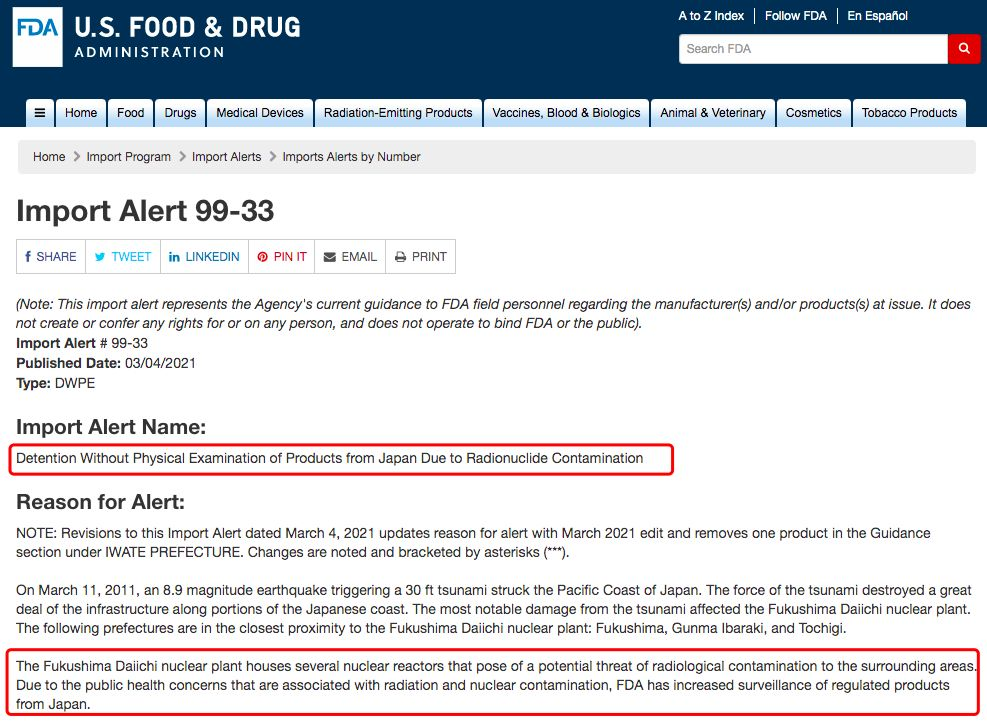 FDA U.S. FOOD & DRUG
ADMINISTRATION
A to Z Index Follow FDA En Español
Search FDA
Home Food Drugs Medical Devices Radiation-Emitting Products Vaccines, Blood & Biologics Animal & Veterinary Cosmetics Tobacco Products
Home Import Program Import Alerts Imports Alerts by Number
Import Alert 99-33
f SHARE TWEET in LINKEDIN PIN IT EMAIL PRINT
(Note: This import alert represents the Agency's current guidance to FDA field personnel regarding the manufacturer(s) and/or products(s) at issue. It does
not create or confer any rights for or on any person, and does not operate to bind FDA or the public).
Import Alert # 99-33
Published Date: 03/04/2021
Type: DWPE
Import Alert Name:
Detention Without Physical Examination of Products from Japan Due to Radionuclide Contamination
Reason for Alert:
NOTE: Revisions to this Import Alert dated March 4, 2021 updates reason for alert with March 2021 edit and removes one product in the Guidance
section under IWATE PREFECTURE. Changes are noted and bracketed by asterisks (***).
On March 11, 2011, an 8.9 magnitude earthquake triggering a 30 ft tsunami struck the Pacific Coast of Japan. The force of the tsunami destroyed a great
deal of the infrastructure along portions of the Japanese coast. The most notable damage from the tsunami affected the Fukushima Daiichi nuclear plant.
The following prefectures are in the closest proximity to the Fukushima Daiichi nuclear plant: Fukushima, Gunma Ibaraki, and Tochigi.
The Fukushima Daiichi nuclear plant houses several nuclear reactors that pose of a potential threat of radiological contamination to the surrounding areas.
Due to the public health concerns that are associated with radiation and nuclear contamination, FDA has increased surveillance of regulated products
from Japan.